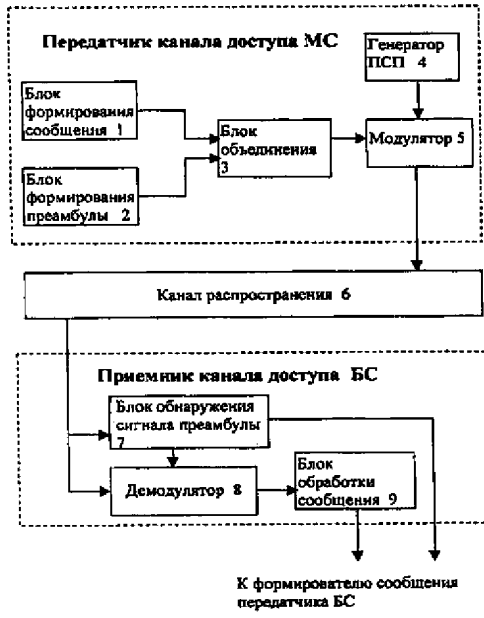 Передатчик канала доступа МС
Генератор
ПСП 4
Блок
формирования
сообщения 1
Блок
объединения
3
Модулятор 5
Блок
формирования
преамбулы 2
Канал распространения 6
Приемник канала доступа БС
Блок обнаружения
сигнала преамбулы
7
Демодулятор 8
Блок
обработки
сообщения 9
К формирователю сообщения
передатчика БС